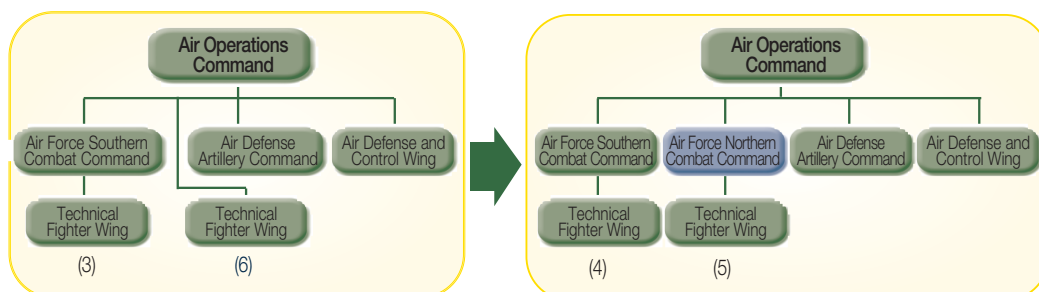 Air Operations
Command
Air Force Southern
Combat Command
Air Defense
Artillery Command
Air Defense and
Control Wing
Technical
Fighter Wing
(3)
Technical
Fighter Wing
(6)
Air Operations
Command
Air Force Southern
Combat Command
Air Force Northern
Combat Command
Air Defense
Artillery Command
Air Defense and
Control Wing
Technical
Fighter Wing
(4)
Technical
Fighter Wing
(5)